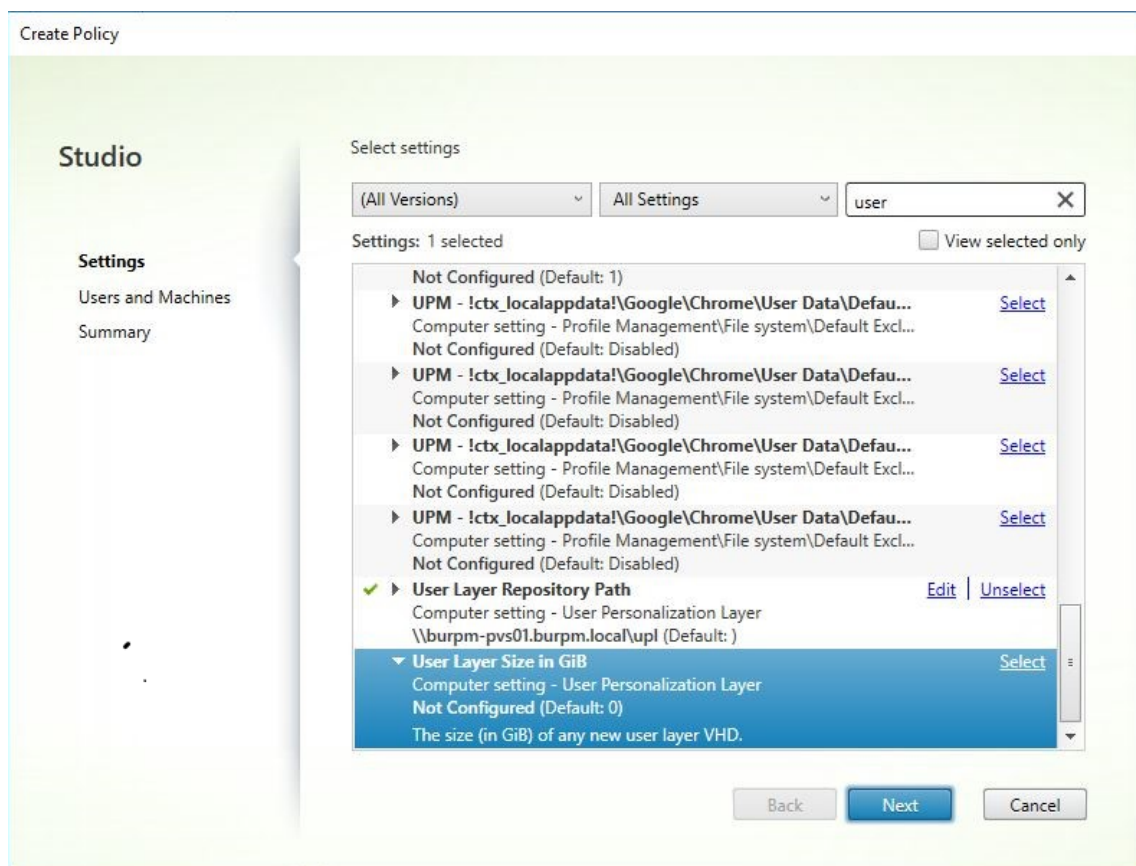 Create Policy
Studio
Settings
Users and Machines
Summary
Select settings
(All Versions) All Settings user
Settings: 1 selected View selected only
Not Configured (Default: 1)
UPM - !ctx_localappdata!\Google\Chrome\User Data\Defau... Select
Computer setting - Profile Management\File system\Default Excl...
Not Configured (Default: Disabled)
UPM - !ctx_localappdata!\Google\Chrome\User Data\Defau... Select
Computer setting - Profile Management\File system\Default Excl...
Not Configured (Default: Disabled)
UPM - !ctx_localappdata!\Google\Chrome\User Data\Defau... Select
Computer setting - Profile Management\File system\Default Excl...
Not Configured (Default: Disabled)
UPM - !ctx_localappdata!\Google\Chrome\User Data\Defau... Select
Computer setting - Profile Management\File system\Default Excl...
Not Configured (Default: Disabled)
User Layer Repository Path Edit | Unselect
Computer setting - User Personalization Layer
\\burpm-pvs01.burpm.local\upl (Default: )
User Layer Size in GiB Select
Computer setting - User Personalization Layer
Not Configured (Default: 0)
The size (in GiB) of any new user layer VHD.
Back Next Cancel